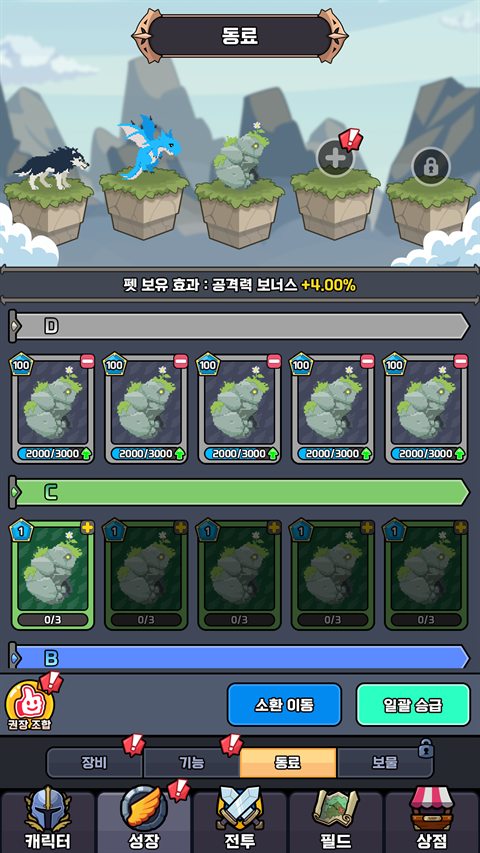 동료
펫 보유 효과 : 공격력 보너스 +4.00%
D
100 100 100 100 100
2000/3000 2000/3000 2000/3000 2000/3000 2000/3000
C
1 1 1 1 1
0/3 0/3 0/3 0/3 0/3
B
권장 조합
소환 이동
일괄 승급
장비 기능 동료 보물
캐릭터 성장 전투 필드 상점